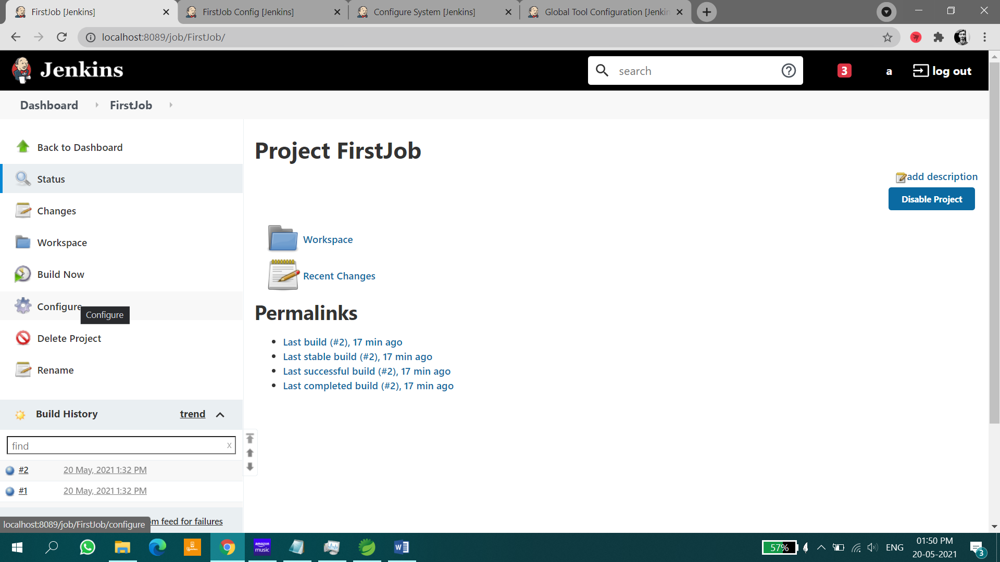 FirstJob [Jenkins]
FirstJob Config [Jenkins]
Configure System [Jenkins]
Global Tool Configuration [Jenkin
localhost:8089/job/FirstJob/
Jenkins
search
3
a
log out
Dashboard
FirstJob
Back to Dashboard
Status
Changes
Workspace
Build Now
Configure
Configure
Delete Project
Rename
Project FirstJob
add description
Disable Project
Workspace
Recent Changes
Permalinks
Last build (#2), 17 min ago
Last stable build (#2), 17 min ago
Last successful build (#2), 17 min ago
Last completed build (#2), 17 min ago
Build History
trend
find
x
#2 20 May, 2021 1:32 PM
#1 20 May, 2021 1:32 PM
om feed for failures
localhost:8089/job/FirstJob/configure
amazon
music
W
57%
ENG
01:50 PM
20-05-2021
3